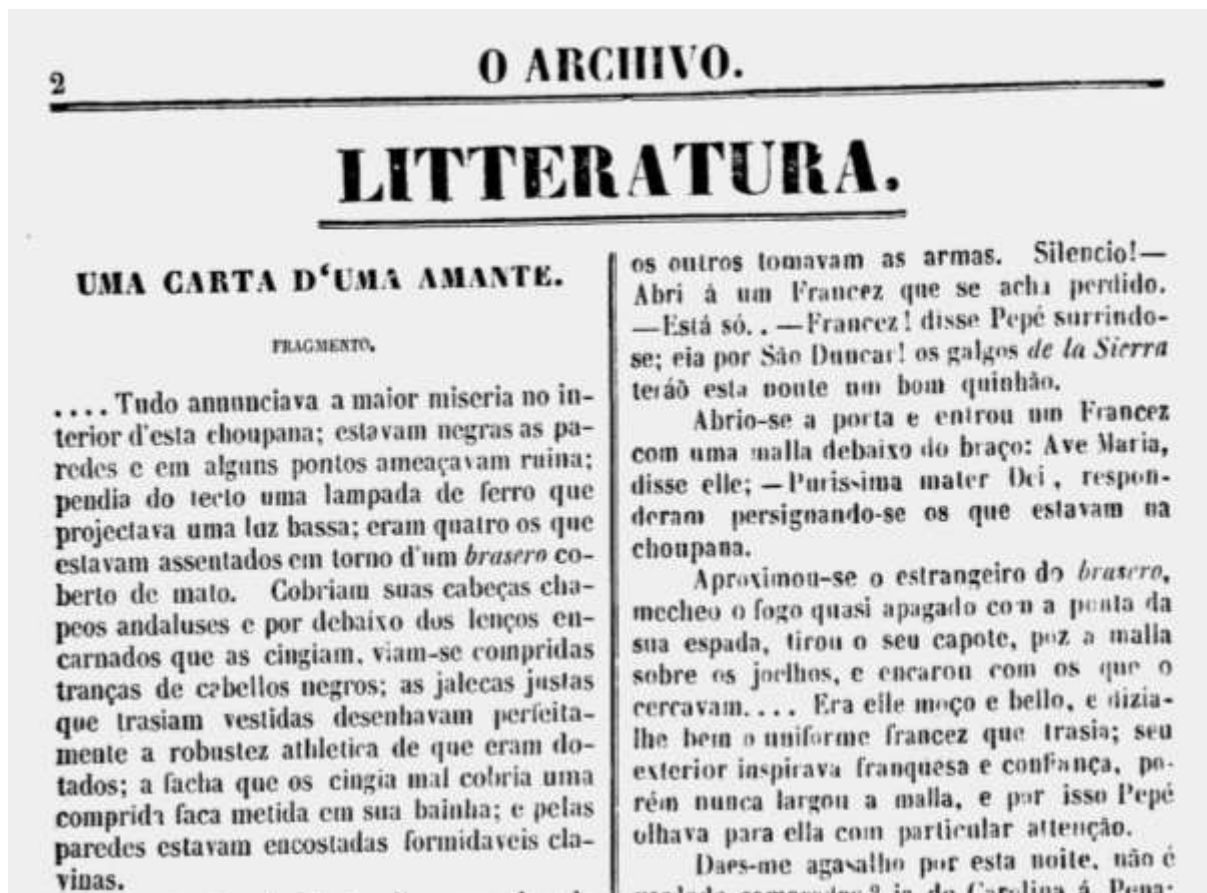 2
O ARCHIVO.
LITTERATURA.
UMA CARTA D'UMA AMANTE.
FRAGMENTO.
.... Tudo annunciava a maior miseria no in-
terior d'esta choupana; estavam negras as pa-
redes e em alguns pontos ameaçavam ruina;
pendia do tecto uma lampada de ferro que
projectava uma luz bassa; eram quatro os que
estavam assentados em torno d'um brasero co-
berto de mato. Cobriam suas cabeças cha-
peos andaluses e por debaixo dos lenços en-
carnados que as cingiam, viam-se compridas
tranças de cabellos negros; as jalecas justas
que trasiam vestidas desenhavam perfeita-
mente a robustez athletica de que eram do-
tados; a facha que os cingia mal cobria uma
comprida faca metida em sua bainha; e pelas
paredes estavam encostadas formidaveis cla-
vinas.
os outros tomavam as armas. Silencio!—
Abri á um Francez que se acha perdido.
—Está só.. —Francez! disse Pepé surrindo-
se; eia por São Duncar! os galgos de la Sierra
teráõ esta noute um bom quinhão.
Abrio-se a porta e entrou um Francez
com uma malla debaixo do braço: Ave Maria,
disse elle; —Purissima mater Dei, respon-
deram persignando-se os que estavam na
choupana.
Aproximou-se o estrangeiro do brasero,
mecheo o fogo quasi apagado com a ponta da
sua espada, tirou o seu capote, poz a malla
sobre os joelhos, e encarou com os que o
cercavam.... Era elle moço e bello, e dizia-
lhe bem o uniforme francez que trasia; seu
exterior inspirava franquesa e confiança, po-
rém nunca largou a malla, e por isso Pepé
olhava para ella com particular attenção.
Daes-me agasalho por esta noite, não é